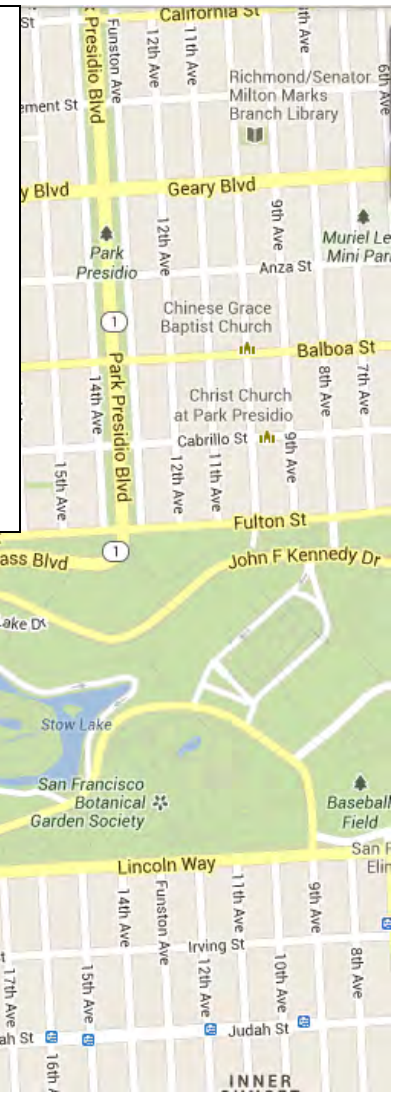 St
California St
Presidio Blvd
Funston Ave
12th Ave
11th Ave
8th Ave
6th Ave
Richmond/Senator
Milton Marks
Branch Library
ement St
y Blvd
Geary Blvd
12th Ave
9th Ave
Park
Presidio
Muriel Le
Mini Par
Anza St
Chinese Grace
Baptist Church
1
Balboa St
14th Ave
Park Presidio Blvd
8th Ave
7th Ave
Christ Church
at Park Presidio
Cabrillo St
15th Ave
12th Ave
11th Ave
9th Ave
Fulton St
ass Blvd
1
John F Kennedy Dr
ake Dr
Stow Lake
San Francisco
Botanical
Garden Society
Baseball
Field
San F
Elin
Lincoln Way
14th Ave
Funston Ave
11th Ave
9th Ave
Irving St
17th Ave
15th Ave
12th Ave
10th Ave
8th Ave
ah St
Judah St
16th A
INNER
SUNSET